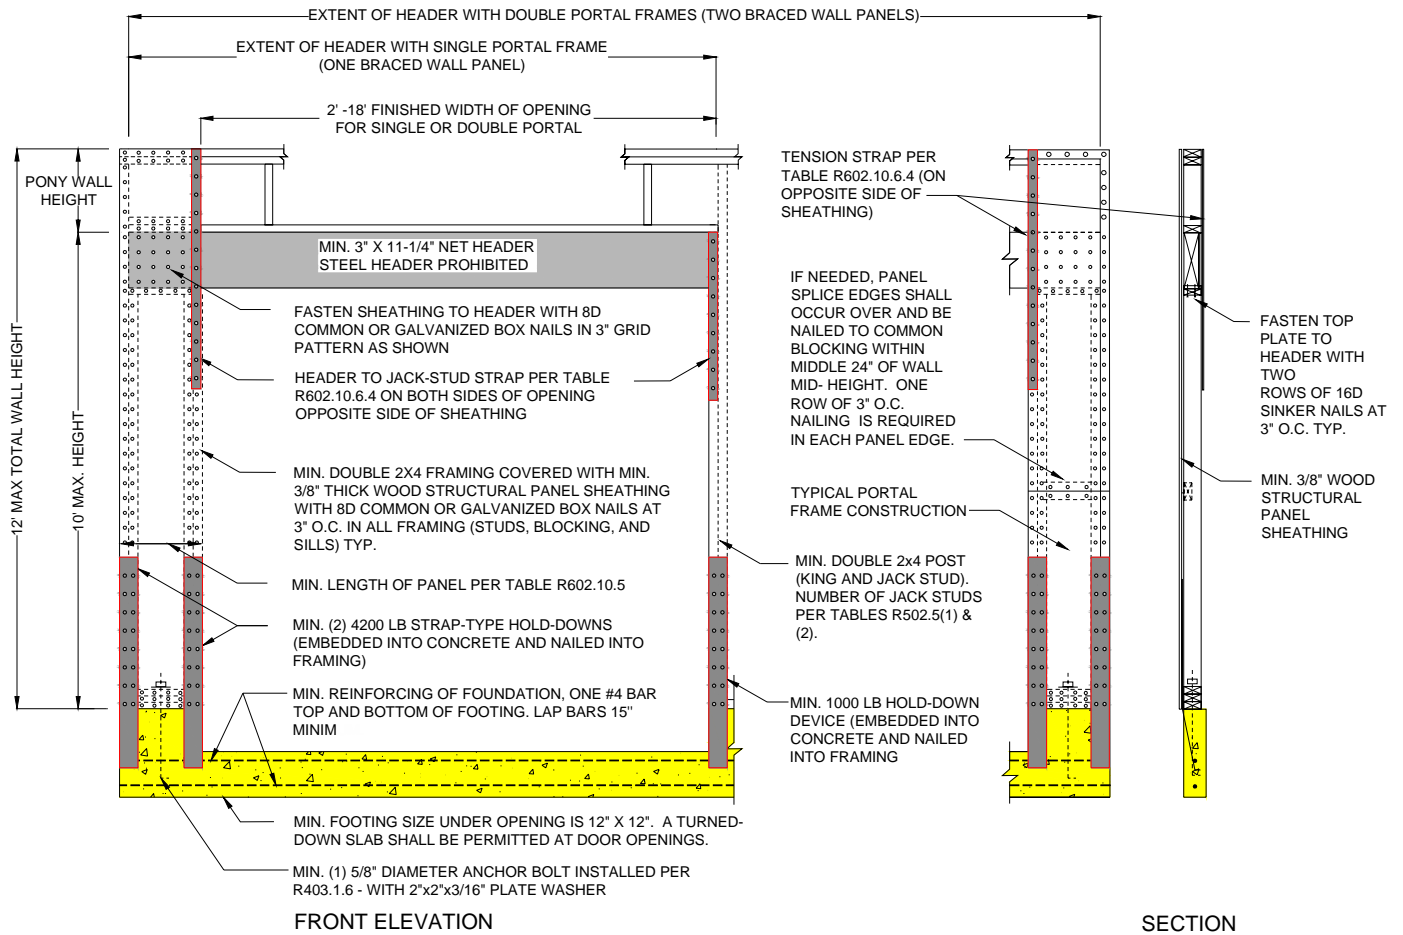 EXTENT OF HEADER WITH DOUBLE PORTAL FRAMES (TWO BRACED WALL PANELS)
EXTENT OF HEADER WITH SINGLE PORTAL FRAME
(ONE BRACED WALL PANEL)
2' -18' FINISHED WIDTH OF OPENING
FOR SINGLE OR DOUBLE PORTAL
PONY WALL
HEIGHT
12' MAX TOTAL WALL HEIGHT
10' MAX. HEIGHT
MIN. 3" X 11-1/4" NET HEADER
STEEL HEADER PROHIBITED
FASTEN SHEATHING TO HEADER WITH 8D
COMMON OR GALVANIZED BOX NAILS IN 3" GRID
PATTERN AS SHOWN
HEADER TO JACK-STUD STRAP PER TABLE
R602.10.6.4 ON BOTH SIDES OF OPENING
OPPOSITE SIDE OF SHEATHING
MIN. DOUBLE 2X4 FRAMING COVERED WITH MIN.
3/8" THICK WOOD STRUCTURAL PANEL SHEATHING
WITH 8D COMMON OR GALVANIZED BOX NAILS AT
3" O.C. IN ALL FRAMING (STUDS, BLOCKING, AND
SILLS) TYP.
MIN. LENGTH OF PANEL PER TABLE R602.10.5
MIN. (2) 4200 LB STRAP-TYPE HOLD-DOWNS
(EMBEDDED INTO CONCRETE AND NAILED INTO
FRAMING)
MIN. REINFORCING OF FOUNDATION, ONE #4 BAR
TOP AND BOTTOM OF FOOTING. LAP BARS 15"
MINIM
MIN. FOOTING SIZE UNDER OPENING IS 12" X 12".  A TURNED-
DOWN SLAB SHALL BE PERMITTED AT DOOR OPENINGS.
MIN. (1) 5/8" DIAMETER ANCHOR BOLT INSTALLED PER
R403.1.6 - WITH 2"x2"x3/16" PLATE WASHER
FRONT ELEVATION
TENSION STRAP PER
TABLE R602.10.6.4 (ON
OPPOSITE SIDE OF
SHEATHING)
IF NEEDED, PANEL
SPLICE EDGES SHALL
OCCUR OVER AND BE
NAILED TO COMMON
BLOCKING WITHIN
MIDDLE 24" OF WALL
MID- HEIGHT.  ONE
ROW OF 3" O.C.
NAILING  IS REQUIRED
IN EACH PANEL EDGE.
TYPICAL PORTAL
FRAME CONSTRUCTION
MIN. DOUBLE 2x4 POST
(KING AND JACK STUD).
NUMBER OF JACK STUDS
PER TABLES R502.5(1) &
(2).
MIN. 1000 LB HOLD-DOWN
DEVICE (EMBEDDED INTO
CONCRETE AND NAILED
INTO FRAMING
FASTEN TOP
PLATE TO
HEADER WITH
TWO
ROWS OF 16D
SINKER NAILS AT
3" O.C. TYP.
MIN. 3/8" WOOD
STRUCTURAL
PANEL
SHEATHING
SECTION